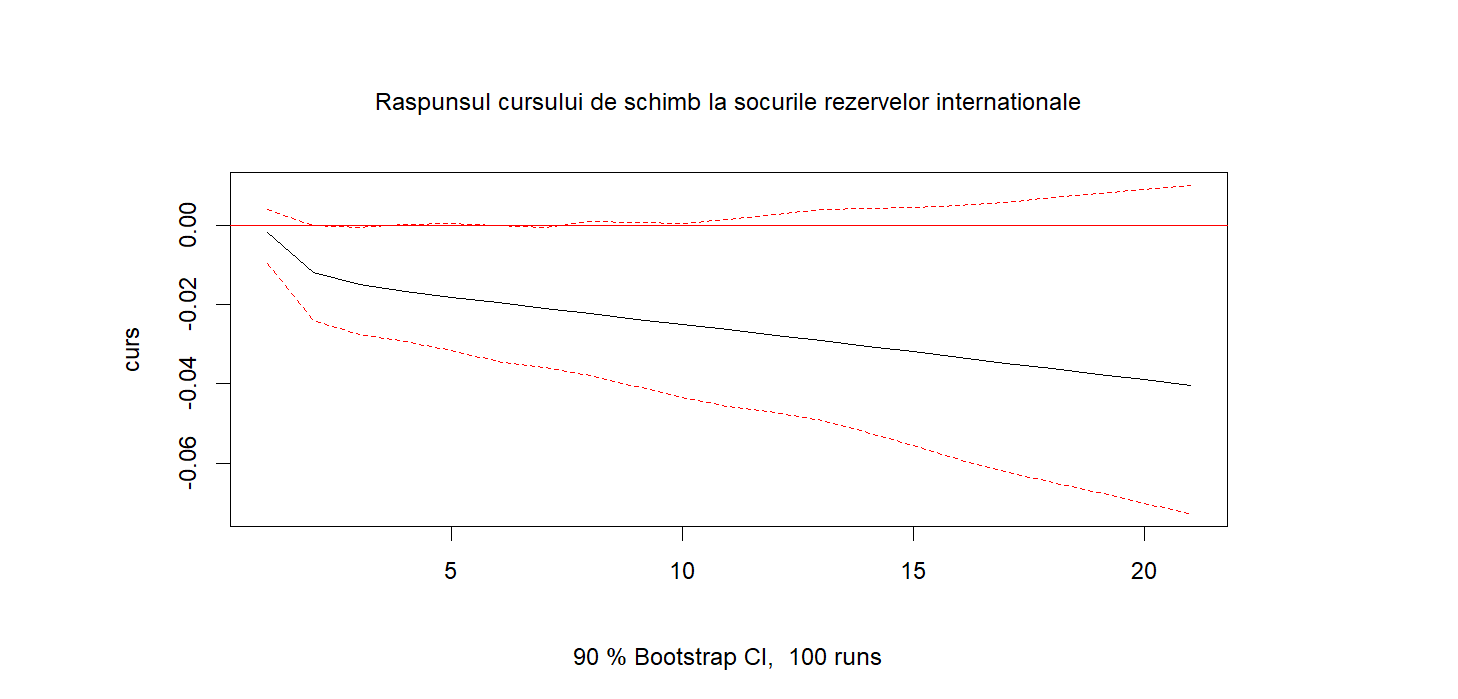 Raspunsul cursului de schimb la socurile rezervelor internationale
0.00
-0.02
-0.04
-0.06
curs
5 10 15 20
90 % Bootstrap CI,  100 runs